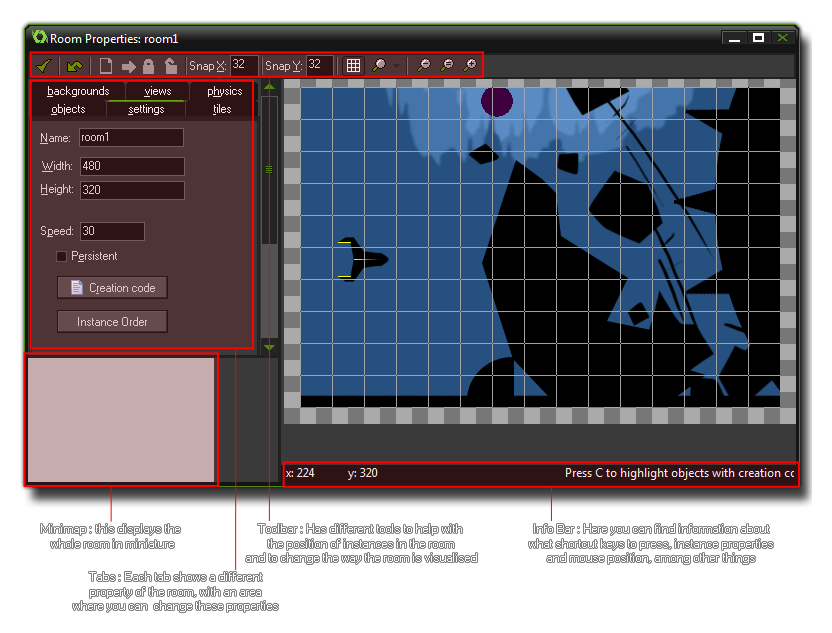 Room Properties: room1
Snap X: 32 Snap Y: 32
backgrounds views physics
objects settings tiles
Name: room1
Width: 480
Height: 320
Speed: 30
Persistent
Creation code
Instance Order
x: 224 y: 320 Press C to highlight objects with creation co
Minimap : this displays the
whole room in miniature
Toolbar : Has different tools to help with
the position of instances in the room
and to change the way the room is visualised
Info Bar : Here you can find information about
what shortcut keys to press, instance properties
and mouse position, among other things
Tabs : Each tab shows a different
property of the room, with an area
where you can change these properties